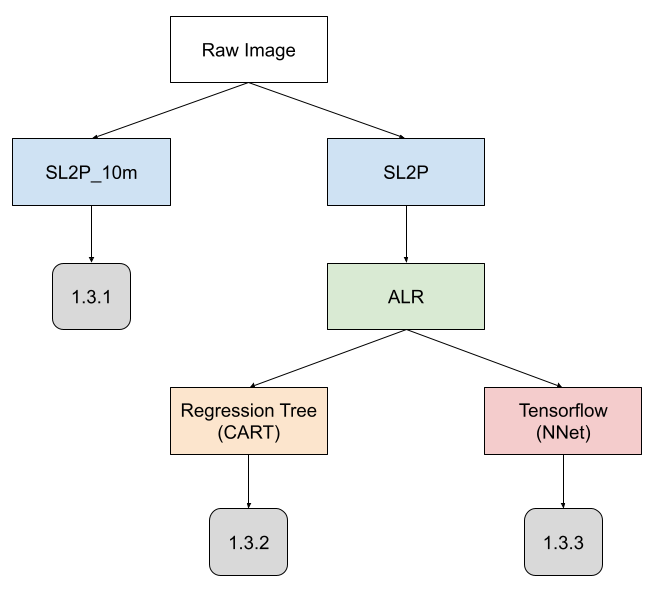 Raw Image
SL2P_10m
SL2P
1.3.1
ALR
Regression Tree
(CART)
Tensorflow
(NNet)
1.3.2
1.3.3